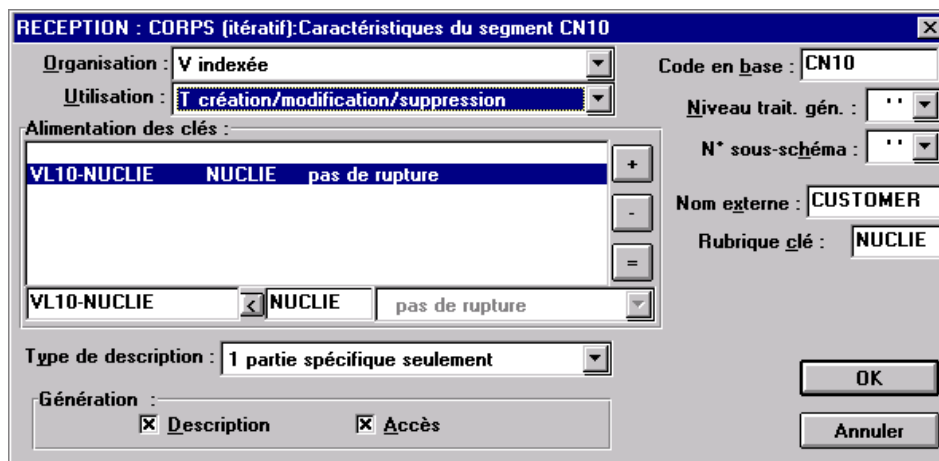 RECEPTION : CORPS (itératif):Caractéristiques du segment CN10
Organisation : V indexée
Code en base : CN10
Utilisation : T création/modification/suppression
Niveau trait. gén. : ' '
Alimentation des clés :
N° sous-schéma : ' '
VL10-NUCLIE NUCLIE pas de rupture
+
-
=
Nom externe : CUSTOMER
Rubrique clé : NUCLIE
VL10-NUCLIE < NUCLIE pas de rupture
Type de description : 1 partie spécifique seulement
OK
Génération :
Description Accès
Annuler